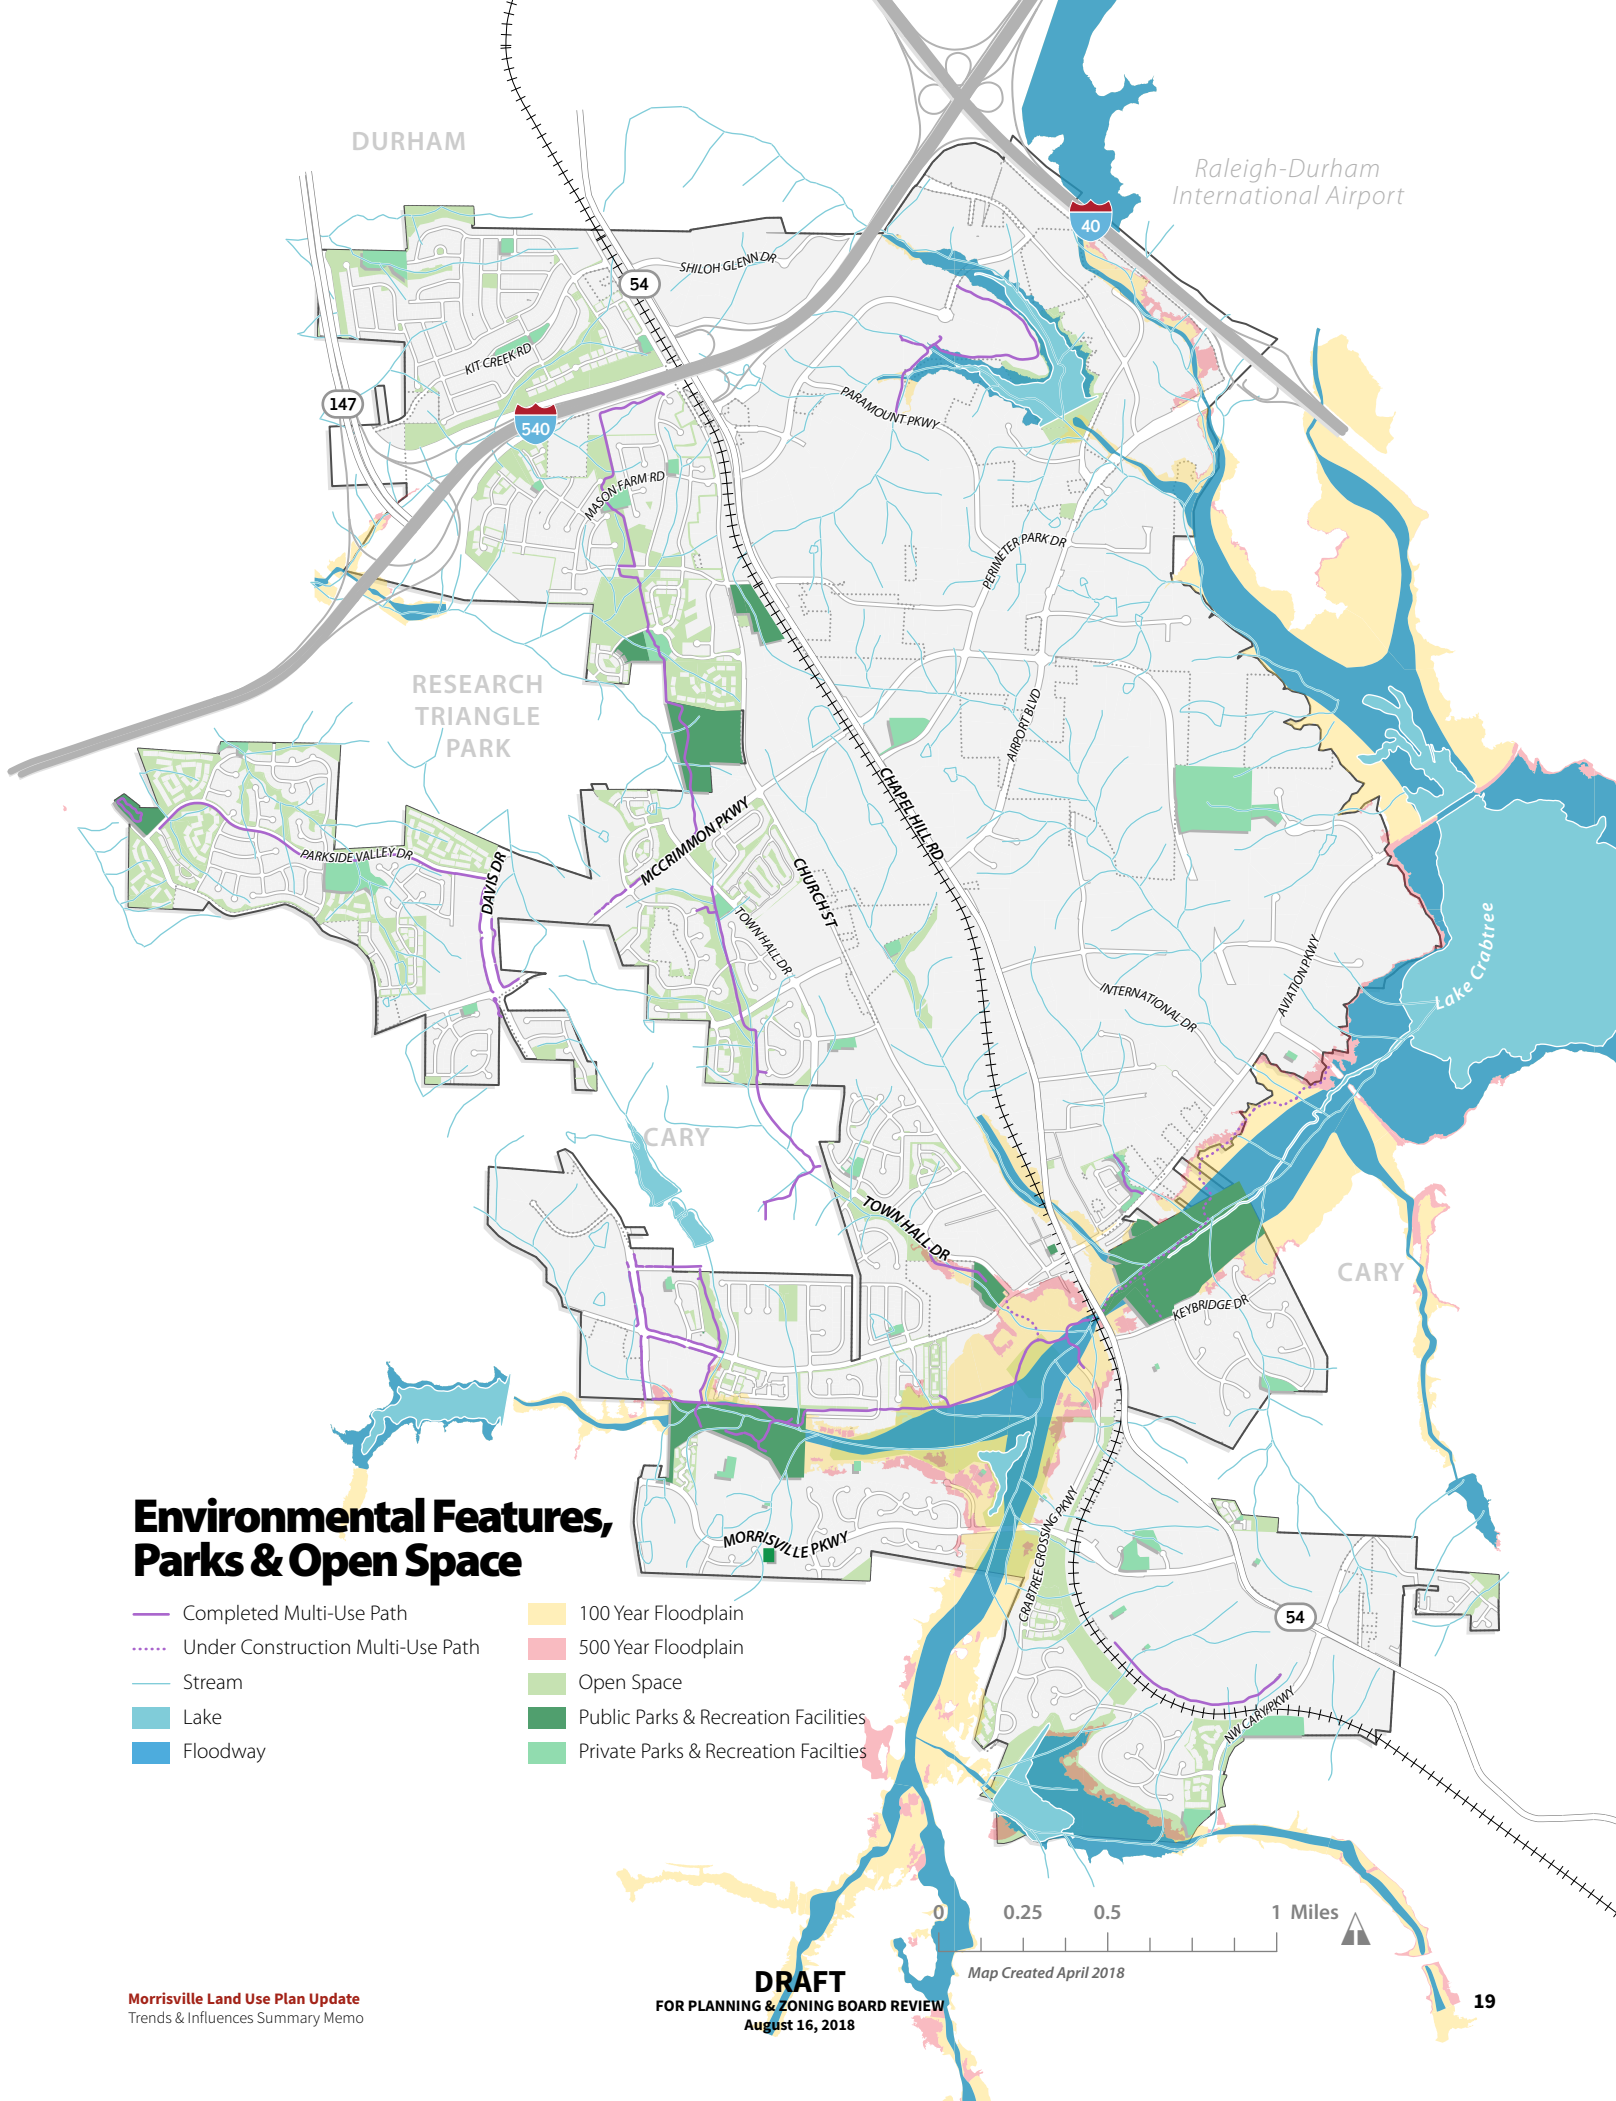 DURHAM
Raleigh-Durham
International Airport
40
SHILOH GLENN DR
54
KIT CREEK RD
147
540
PARAMOUNT PKWY
MASON FARM RD
PERIMETER PARK DR
RESEARCH
TRIANGLE
PARK
AIRPORT BLVD
CHAPEL HILL RD
MCCRIMMON PKWY
PARKSIDE VALLEY DR
DAVIS DR
CHURCH ST
TOWN HALL DR
Lake Crabtree
AVIATION PKWY
INTERNATIONAL DR
CARY
TOWN HALL DR
CARY
KEYBRIDGE DR
Environmental Features,
Parks & Open Space
MORRISVILLE PKWY
CRABTREE CROSSING PKWY
54
NW CARY PKWY
Completed Multi-Use Path
Under Construction Multi-Use Path
Stream
Lake
Floodway
100 Year Floodplain
500 Year Floodplain
Open Space
Public Parks & Recreation Facilities
Private Parks & Recreation Facilties
0 0.25 0.5 1 Miles
Map Created April 2018
DRAFT
FOR PLANNING & ZONING BOARD REVIEW
August 16, 2018
Morrisville Land Use Plan Update
Trends & Influences Summary Memo
19